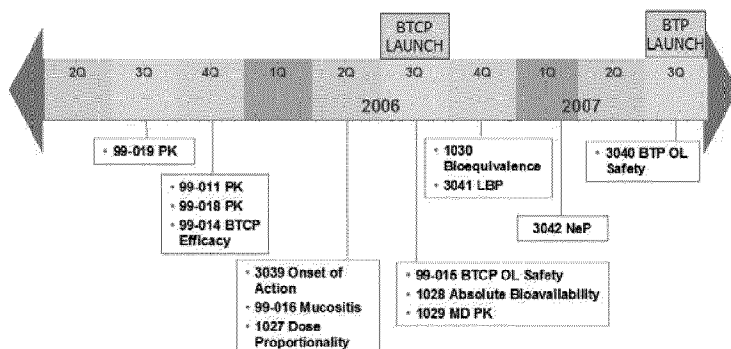 BTCP
LAUNCH
BTP
LAUNCH
2Q 3Q 4Q 1Q 2Q 3Q 4Q 1Q 2Q 3Q
2006 2007
• 99-019 PK
• 99-011 PK
• 99-018 PK
• 99-014 BTCP
Efficacy
• 3039 Onset of
Action
• 99-016 Mucositis
• 1027 Dose
Proportionality
• 1030
Bioequivalence
• 3041 LBP
• 99-015 BTCP OL Safety
• 1028 Absolute Bioavailability
• 1029 MD PK
3042 NeP
• 3040 BTP OL
Safety